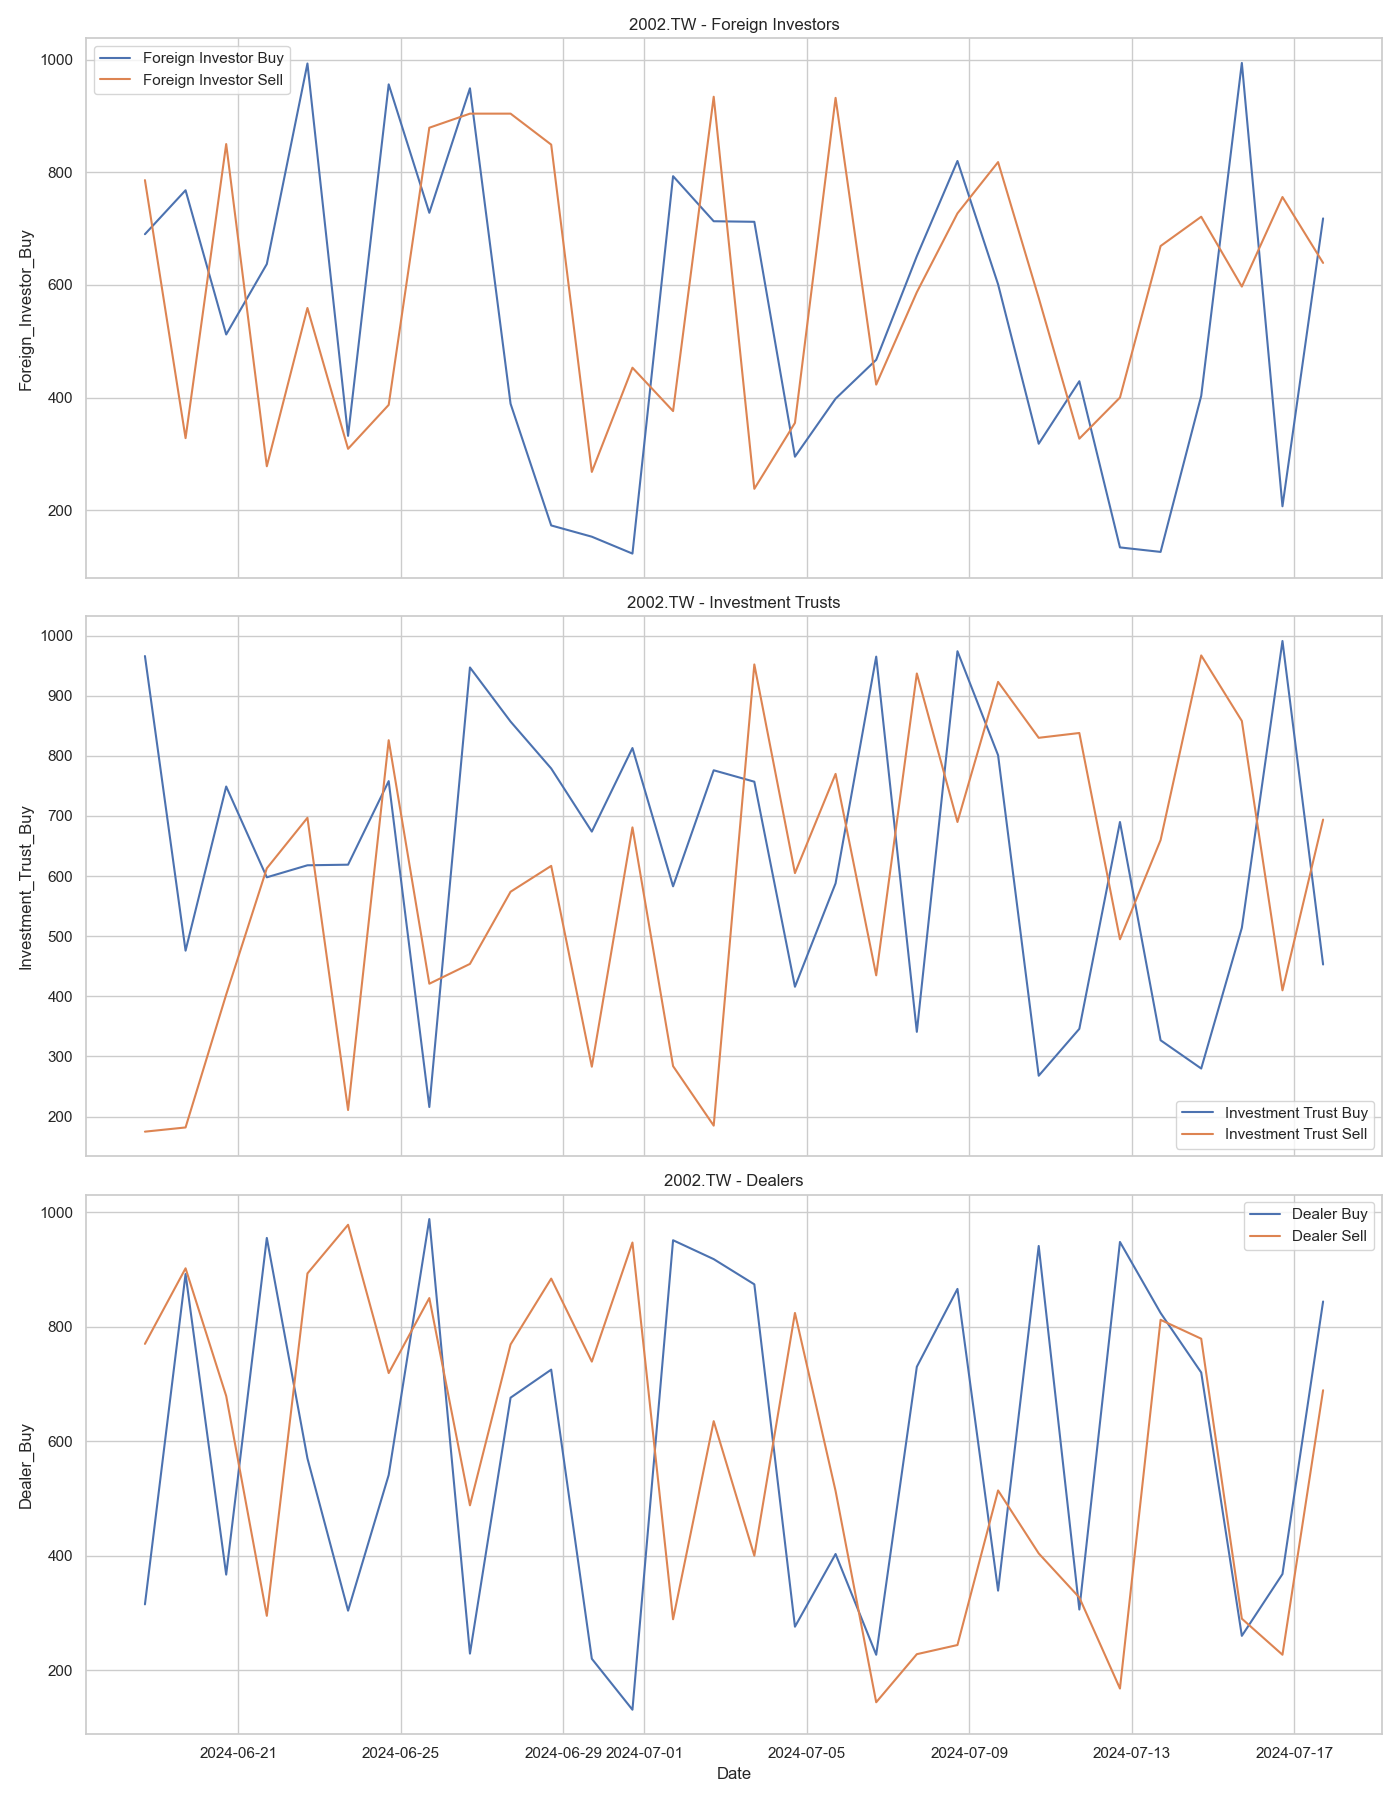 2002.TW - Foreign Investors
Foreign Investor Buy
Foreign Investor Sell
Foreign_Investor_Buy
1000
800
600
400
200
2002.TW - Investment Trusts
Investment_Trust_Buy
1000
900
800
700
600
500
400
300
200
Investment Trust Buy
Investment Trust Sell
2002.TW - Dealers
Dealer Buy
Dealer Sell
Dealer_Buy
1000
800
600
400
200
2024-06-21 2024-06-25 2024-06-29 2024-07-01 2024-07-05 2024-07-09 2024-07-13 2024-07-17
Date